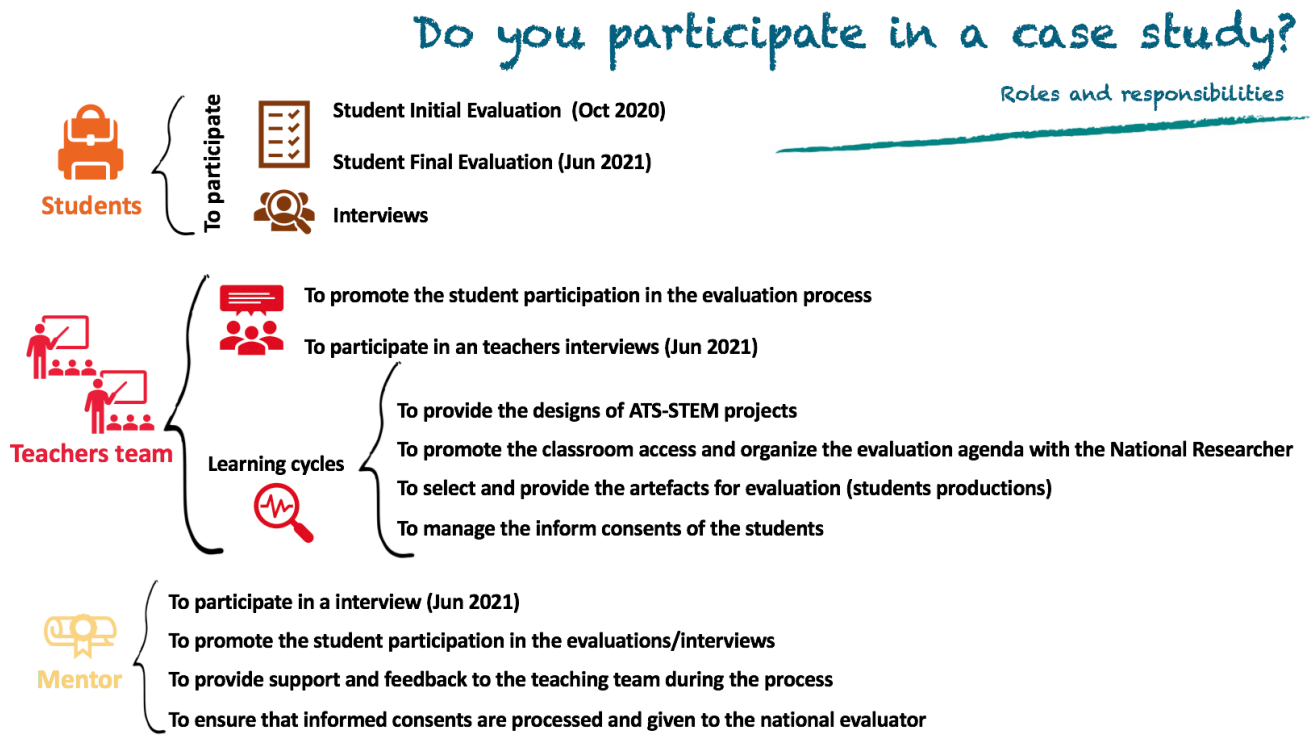 Do you participate in a case study?
Roles and responsibilities
Students
To participate
Student Initial Evaluation (Oct 2020)
Student Final Evaluation (Jun 2021)
Interviews
Teachers team
To promote the student participation in the evaluation process
To participate in an teachers interviews (Jun 2021)
Learning cycles
To provide the designs of ATS-STEM projects
To promote the classroom access and organize the evaluation agenda with the National Researcher
To select and provide the artefacts for evaluation (students productions)
To manage the inform consents of the students
Mentor
To participate in a interview (Jun 2021)
To promote the student participation in the evaluations/interviews
To provide support and feedback to the teaching team during the process
To ensure that informed consents are processed and given to the national evaluator